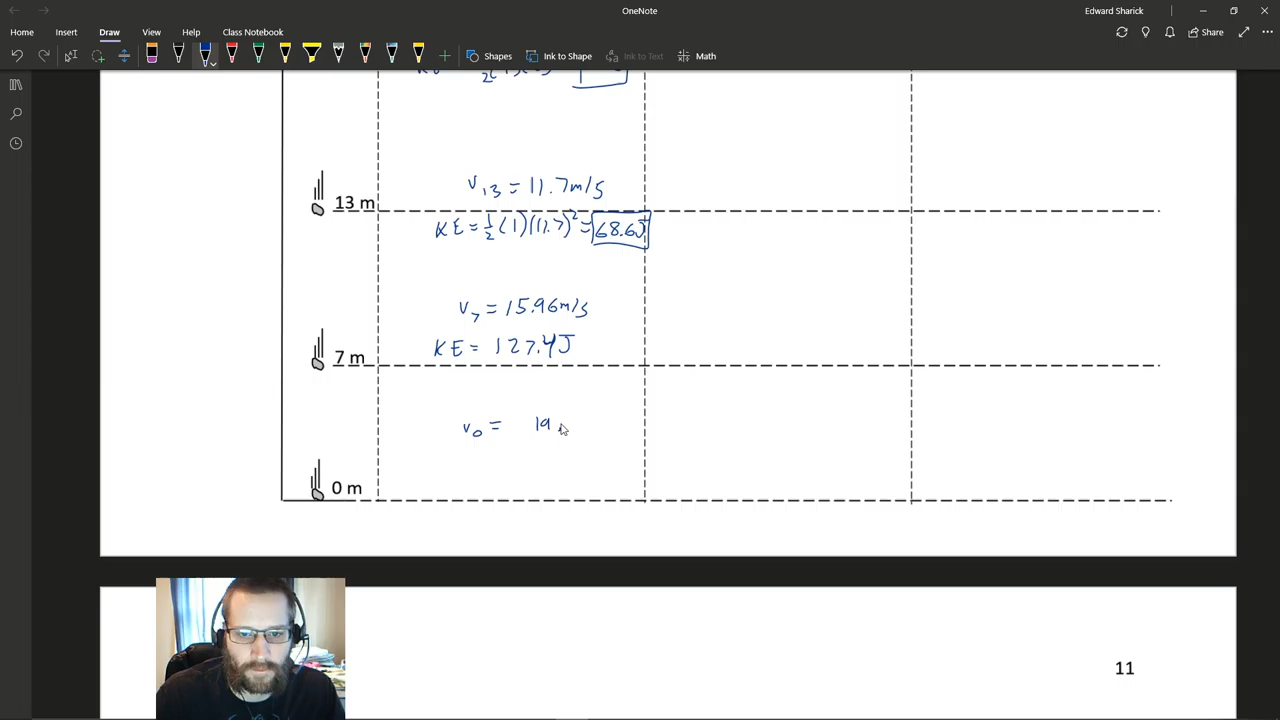 OneNote
Edward Sharick
Home Insert Draw View Help Class Notebook
Share
Shapes Ink to Shape Ink to Text Math
13 m
v13 = 11.7m/s
KE = 1/2 (1)(11.7)² = 68.6J
7 m
v7 = 15.96m/s
KE = 127.4J
v0 = 19.
0 m
11